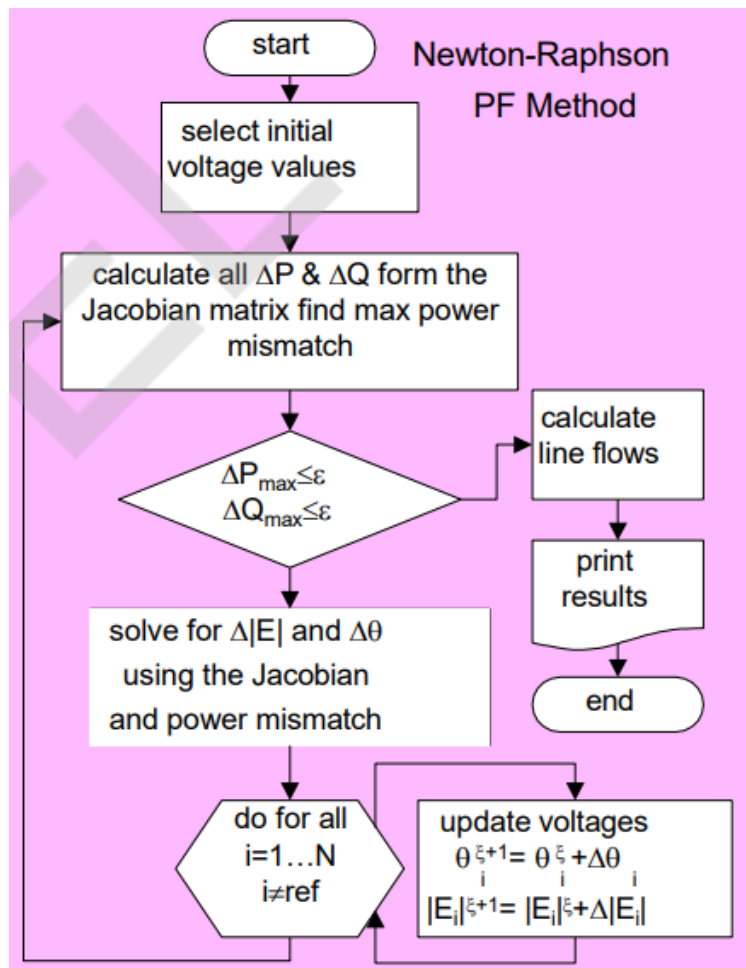 start
Newton-Raphson
PF Method
select initial
voltage values
calculate all ΔP & ΔQ form the
Jacobian matrix find max power
mismatch
ΔPmax≤ε
ΔQmax≤ε
calculate
line flows
print
results
end
solve for Δ|E| and Δθ
using the Jacobian
and power mismatch
do for all
i=1...N
i≠ref
update voltages
θi^ξ+1= θi^ξ+Δθi
|Ei|^ξ+1= |Ei|^ξ+Δ|Ei|